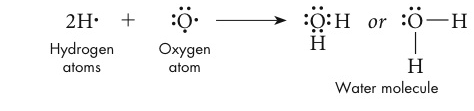 2H· + :Ö· ⟶ :Ö:H or :Ö—H
H
H
Hydrogen atoms
Oxygen atom
Water molecule